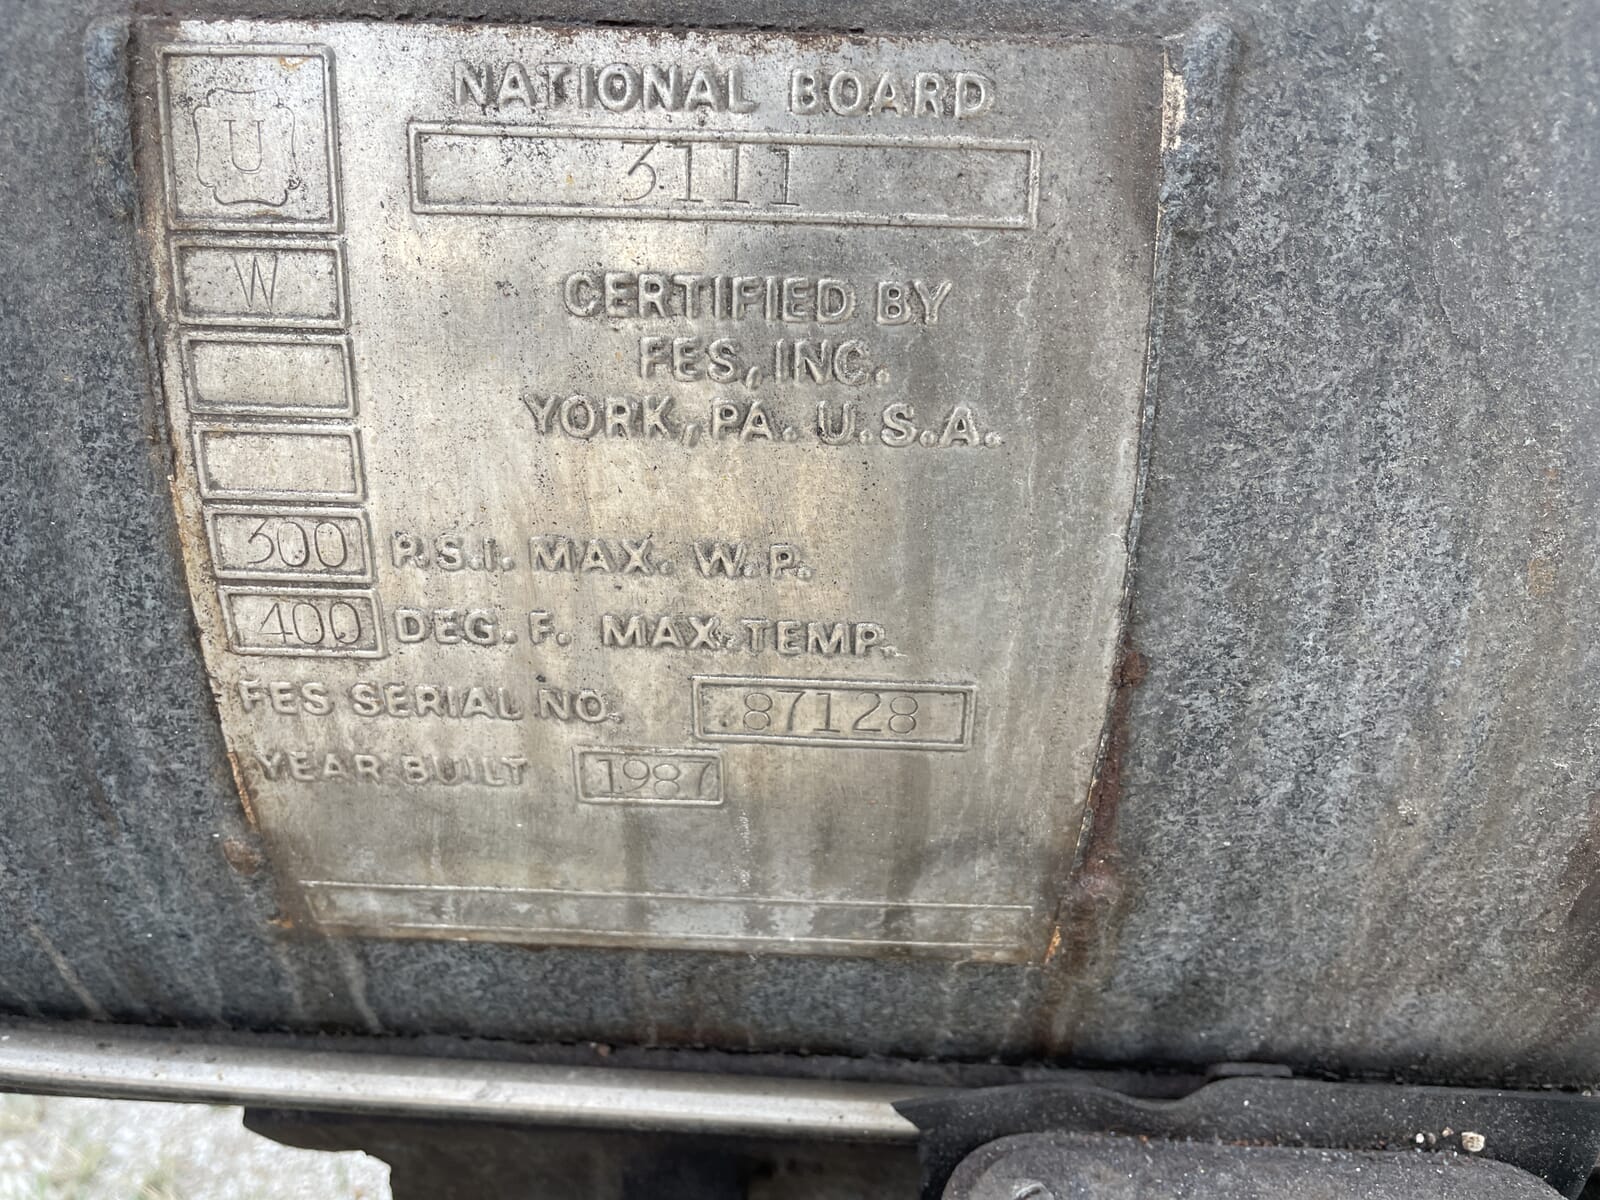 U
NATIONAL BOARD
3111
W
CERTIFIED BY
FES, INC.
YORK, PA. U.S.A.
300 P.S.I. MAX. W.P.
400 DEG. F. MAX. TEMP.
FES SERIAL NO. 87128
YEAR BUILT 1987